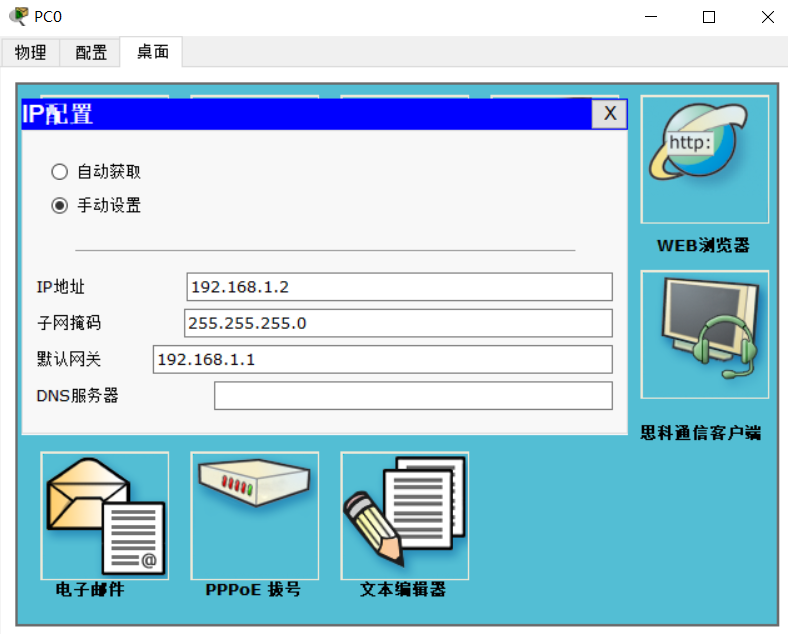 PC0
物理 配置 桌面
IP配置 X
自动获取
手动设置
IP地址 192.168.1.2
子网掩码 255.255.255.0
默认网关 192.168.1.1
DNS服务器
http:
WEB浏览器
思科通信客户端
@
电子邮件 PPPoE 拨号 文本编辑器